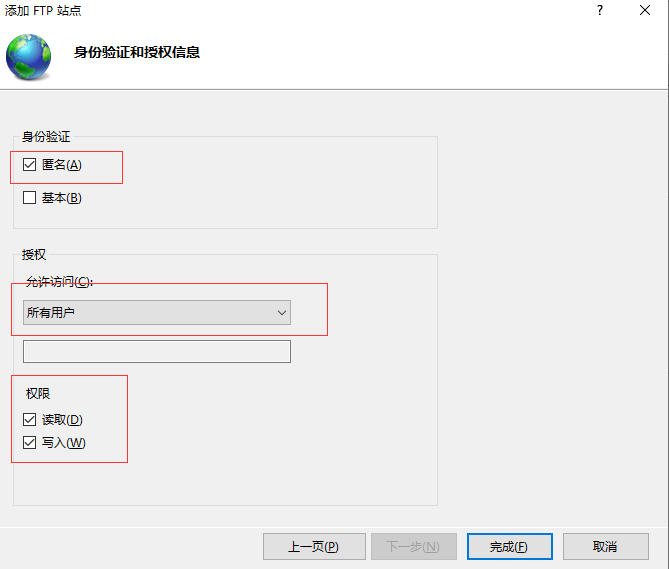 添加 FTP 站点
身份验证和授权信息
身份验证
匿名(A)
基本(B)
授权
允许访问(C):
所有用户
权限
读取(D)
写入(W)
上一页(P)
下一步(N)
完成(F)
取消